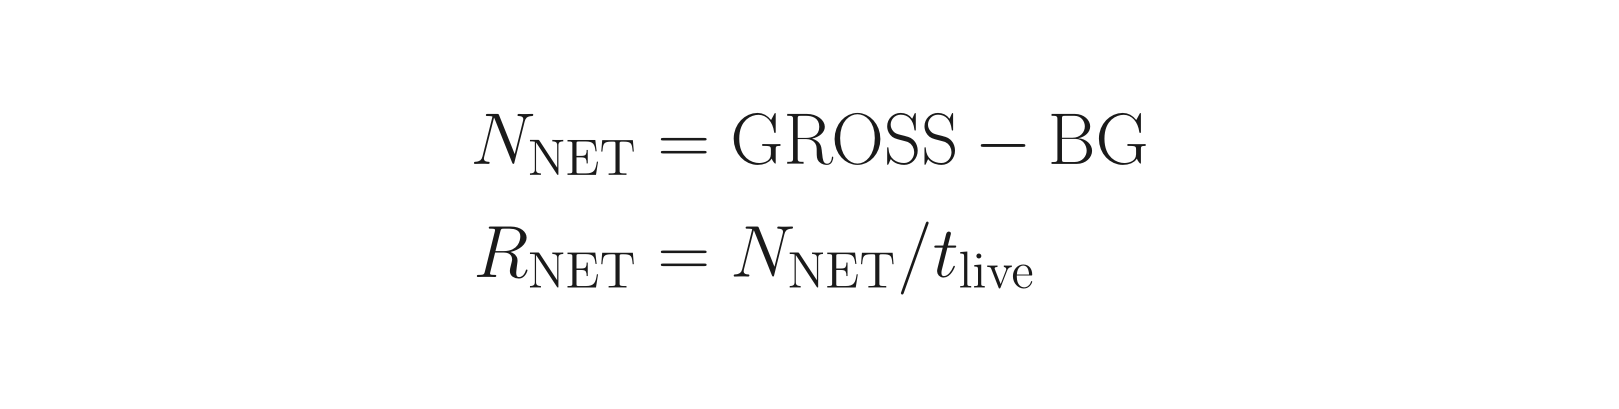 N_NET = GROSS − BG
R_NET = N_NET/t_live